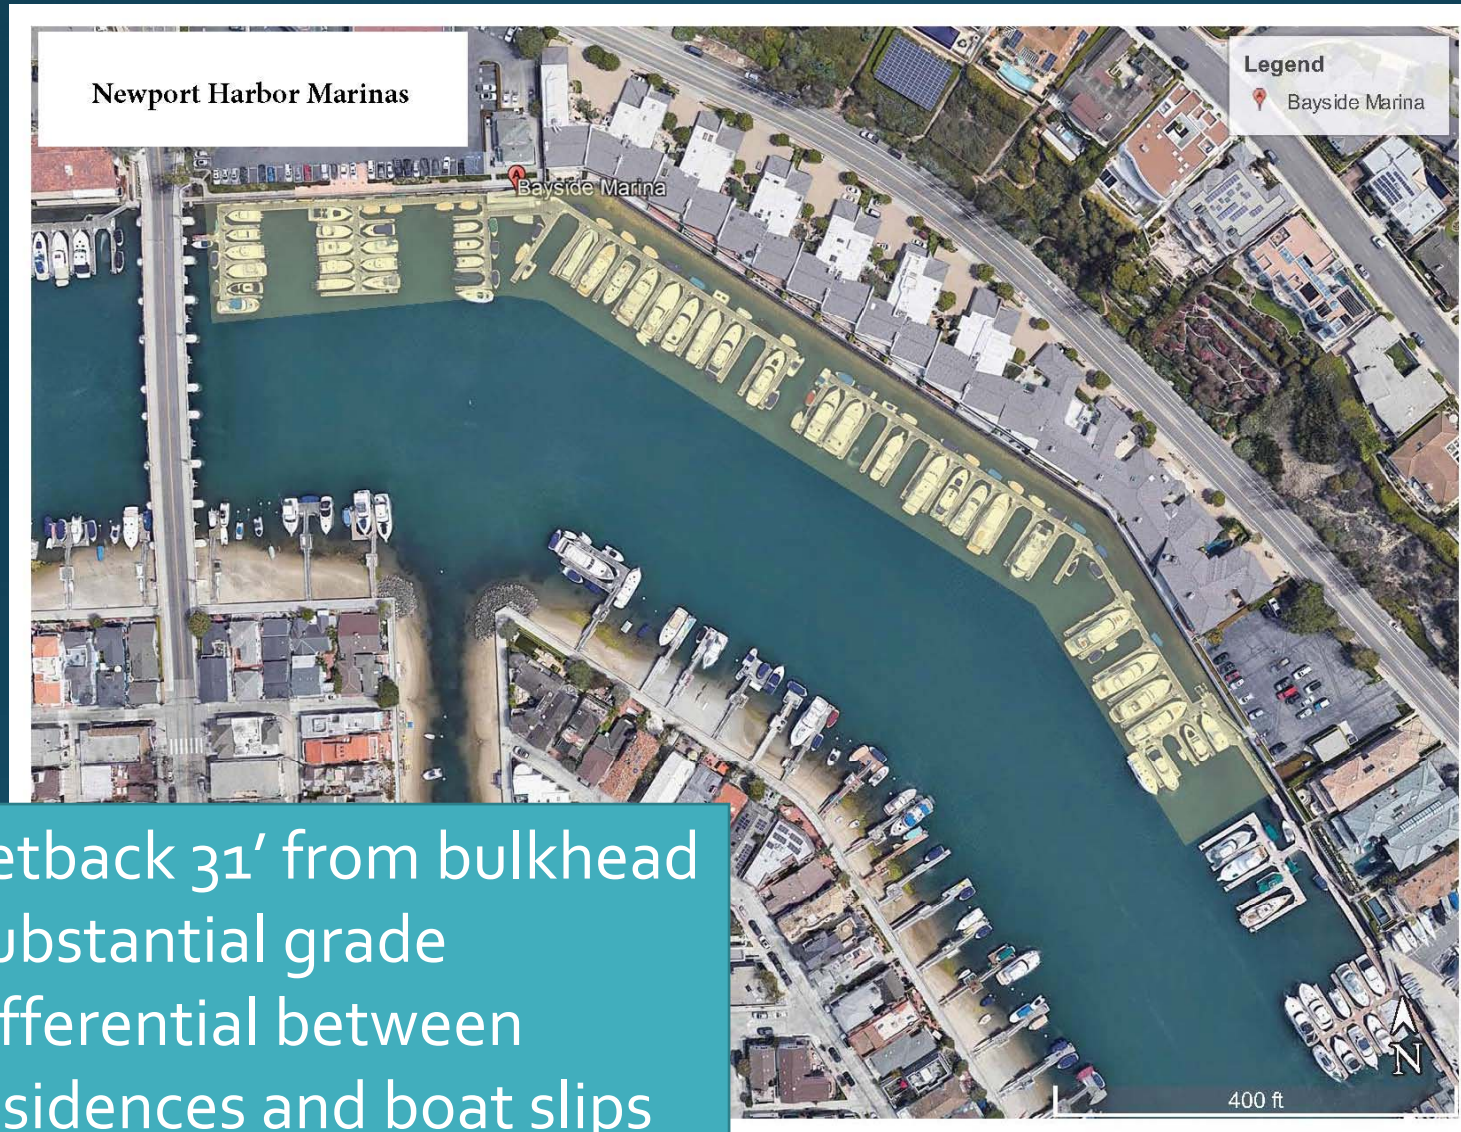 Newport Harbor Marinas
Legend
Bayside Marina
A
Bayside Marina
etback 31’ from bulkhead
ubstantial grade
fferential between
sidences and boat slips
N
400 ft